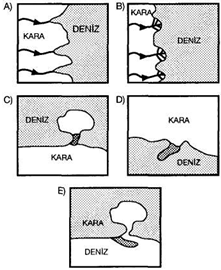 A) KARA DENİZ
B) KARA DENİZ
C) DENİZ KARA
D) KARA DENİZ
E) KARA DENİZ